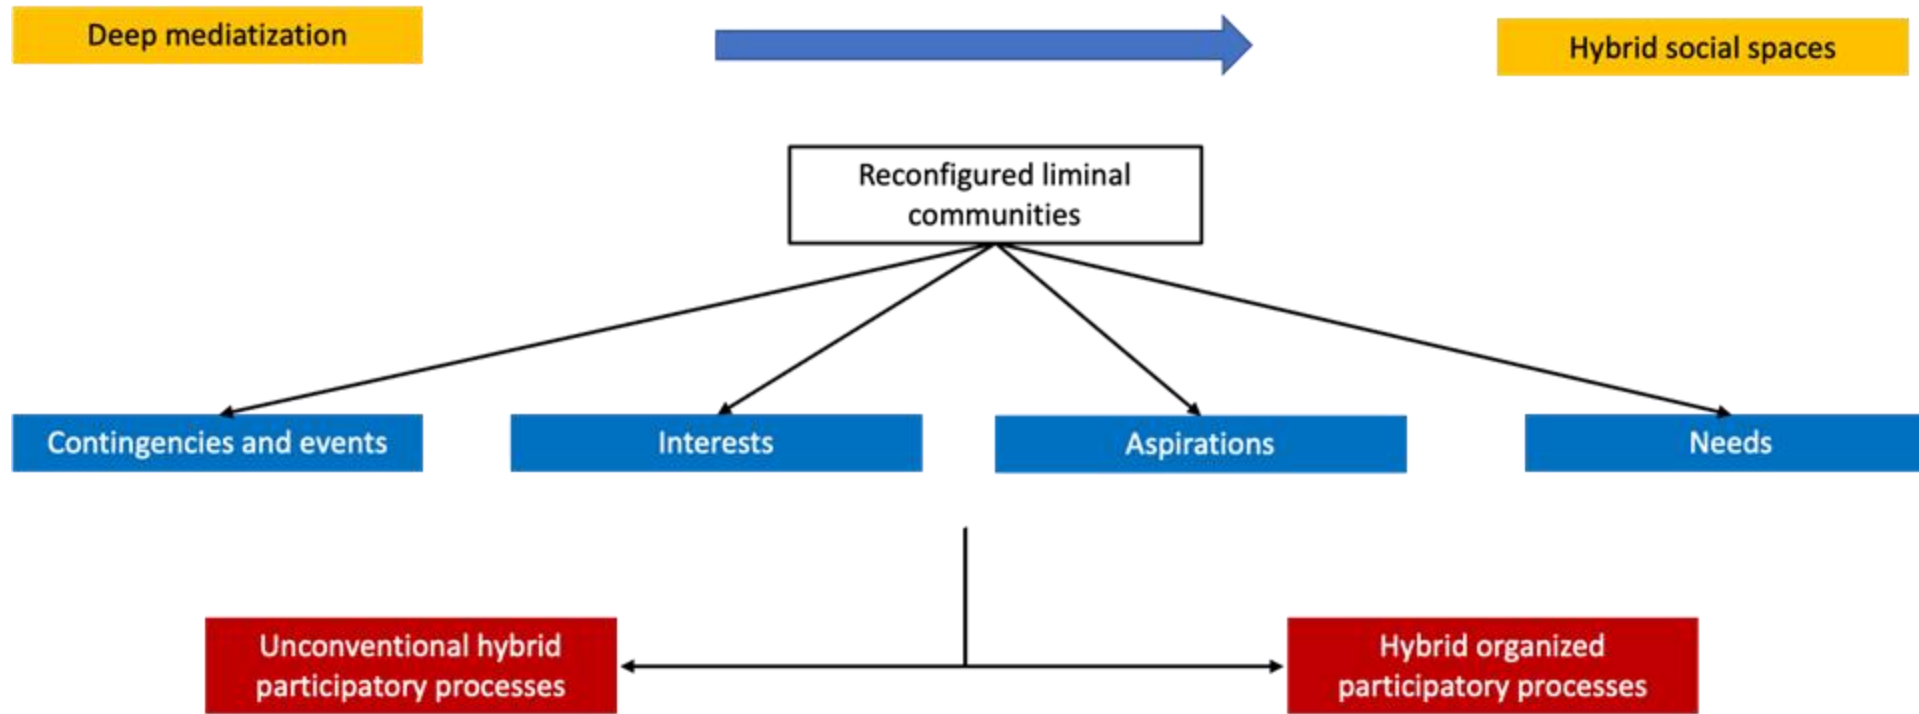 Deep mediatization
Hybrid social spaces
Reconfigured liminal
communities
Contingencies and events
Interests
Aspirations
Needs
Unconventional hybrid
participatory processes
Hybrid organized
participatory processes